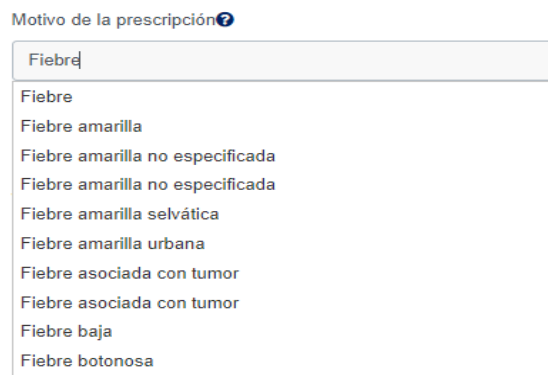 Motivo de la prescripción?
Fiebre
Fiebre
Fiebre amarilla
Fiebre amarilla no especificada
Fiebre amarilla no especificada
Fiebre amarilla selvática
Fiebre amarilla urbana
Fiebre asociada con tumor
Fiebre asociada con tumor
Fiebre baja
Fiebre botonosa